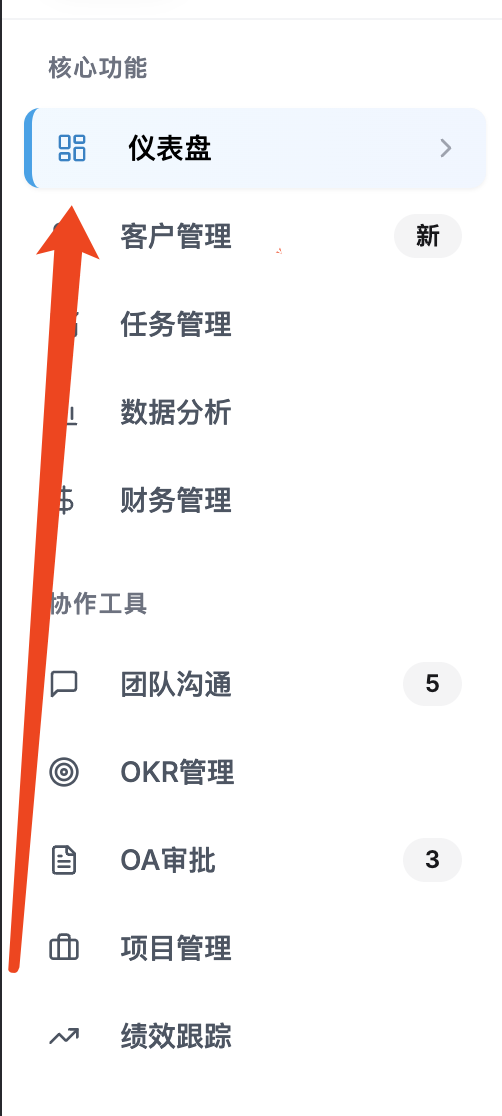 核心功能
仪表盘
客户管理 新
任务管理
数据分析
财务管理
协作工具
团队沟通 5
OKR管理
OA审批 3
项目管理
绩效跟踪